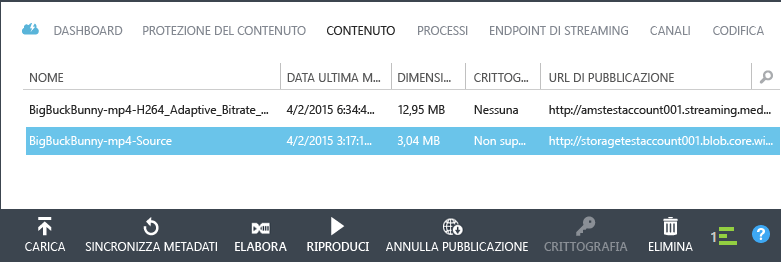 DASHBOARD PROTEZIONE DEL CONTENUTO CONTENUTO PROCESSI ENDPOINT DI STREAMING CANALI CODIFICA
NOME DATA ULTIMA M... DIMENSI... CRITTOG... URL DI PUBBLICAZIONE
BigBuckBunny-mp4-H264_Adaptive_Bitrate_... 4/2/2015 6:34:4... 12,95 MB Nessuna http://amstestaccount001.streaming.med...
BigBuckBunny-mp4-Source 4/2/2015 3:17:1... 3,04 MB Non sup... http://storagetestaccount001.blob.core.wi...
CARICA SINCRONIZZA METADATI ELABORA RIPRODUCI ANNULLA PUBBLICAZIONE CRITTOGRAFIA ELIMINA 1 ?